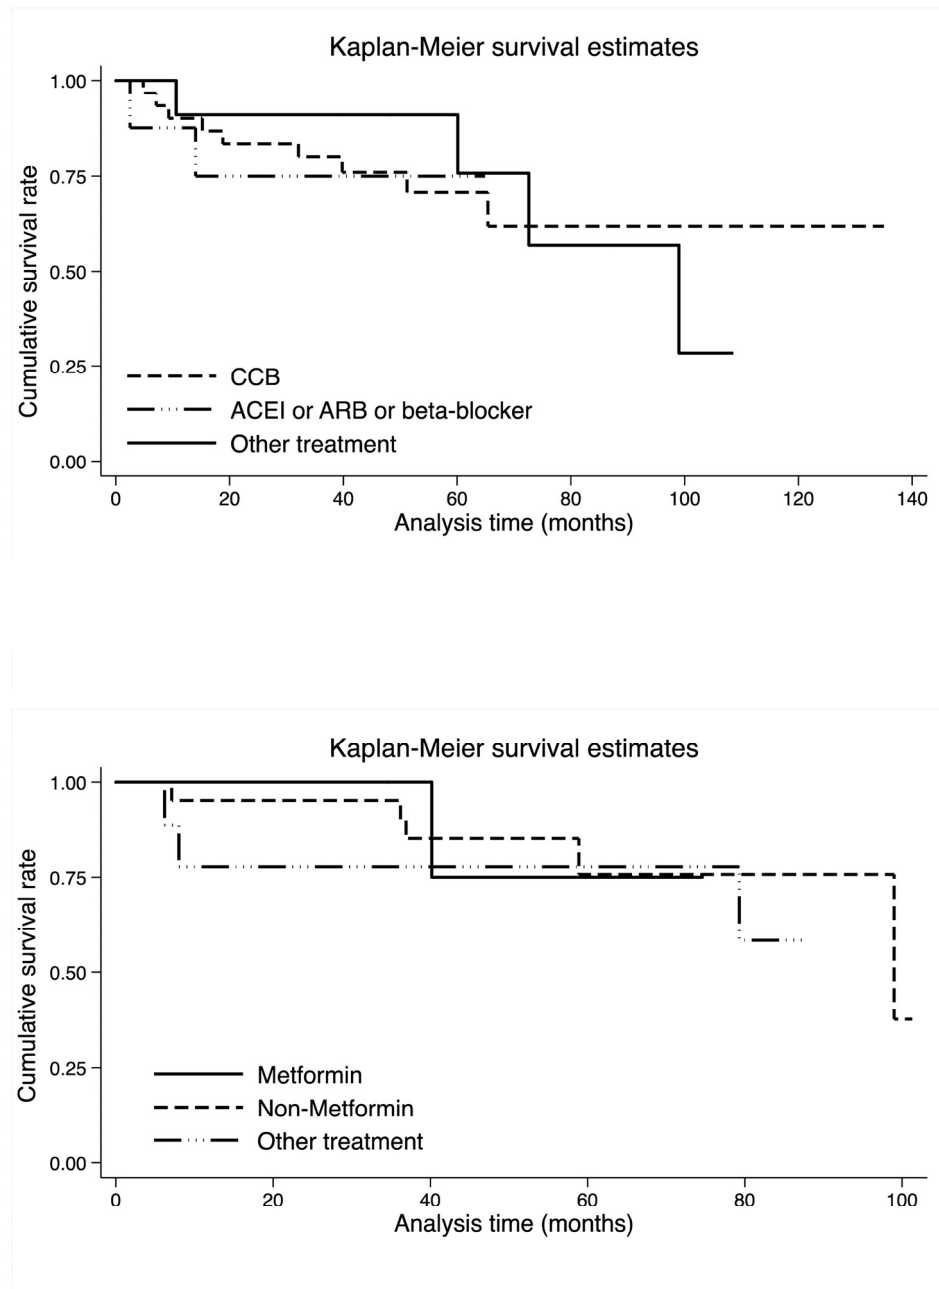 Kaplan-Meier survival estimates
Cumulative survival rate
1.00
0.75
0.50
0.25
0.00
CCB
ACEI or ARB or beta-blocker
Other treatment
0 20 40 60 80 100 120 140
Analysis time (months)
Kaplan-Meier survival estimates
Cumulative survival rate
1.00
0.75
0.50
0.25
0.00
Metformin
Non-Metformin
Other treatment
0 20 40 60 80 100
Analysis time (months)